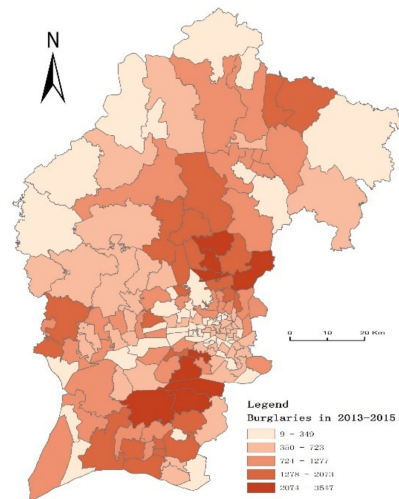 N
0 10 20 Km
Legend
Burglaries in 2013-2015
9 - 349
350 - 723
724 - 1277
1278 - 2073
2074 - 3547